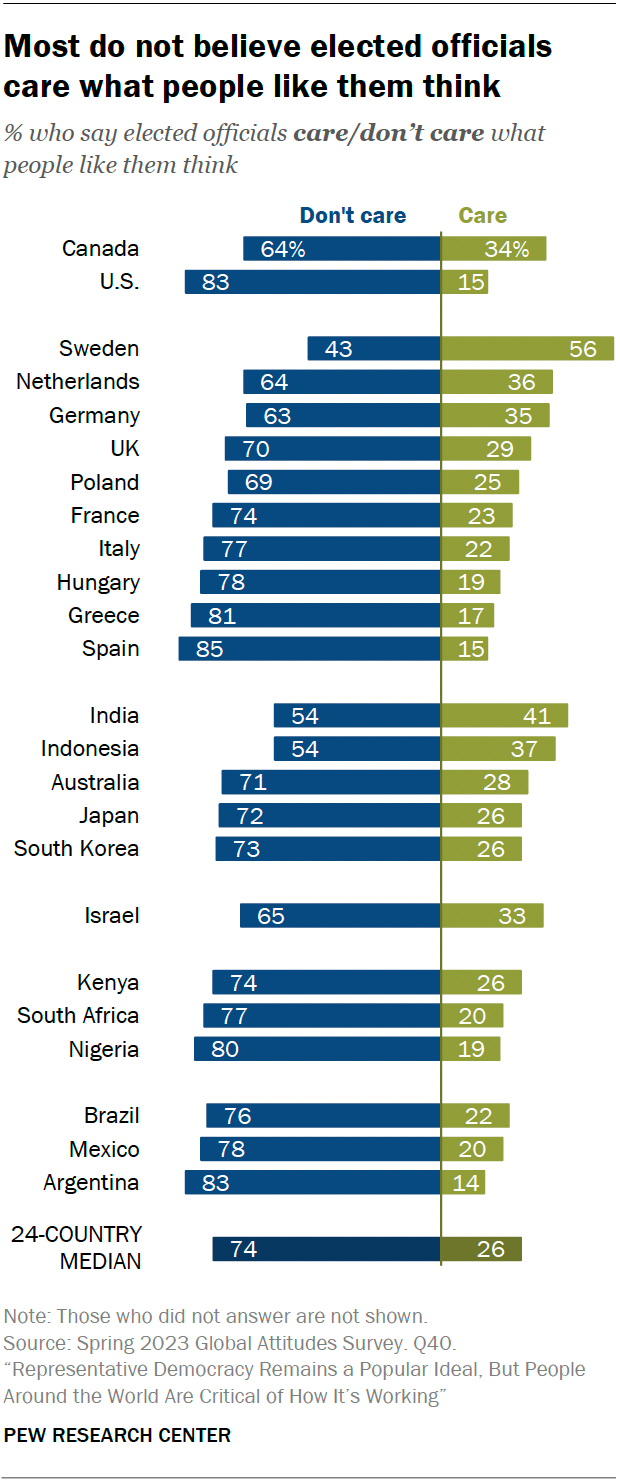 Most do not believe elected officials
care what people like them think
% who say elected officials care/don't care what
people like them think
Don't care Care
Canada 64% 34%
U.S. 83 15
Sweden 43 56
Netherlands 64 36
Germany 63 35
UK 70 29
Poland 69 25
France 74 23
Italy 77 22
Hungary 78 19
Greece 81 17
Spain 85 15
India 54 41
Indonesia 54 37
Australia 71 28
Japan 72 26
South Korea 73 26
Israel 65 33
Kenya 74 26
South Africa 77 20
Nigeria 80 19
Brazil 76 22
Mexico 78 20
Argentina 83 14
24-COUNTRY
MEDIAN 74 26
Note: Those who did not answer are not shown.
Source: Spring 2023 Global Attitudes Survey. Q40.
“Representative Democracy Remains a Popular Ideal, But People
Around the World Are Critical of How It's Working”
PEW RESEARCH CENTER